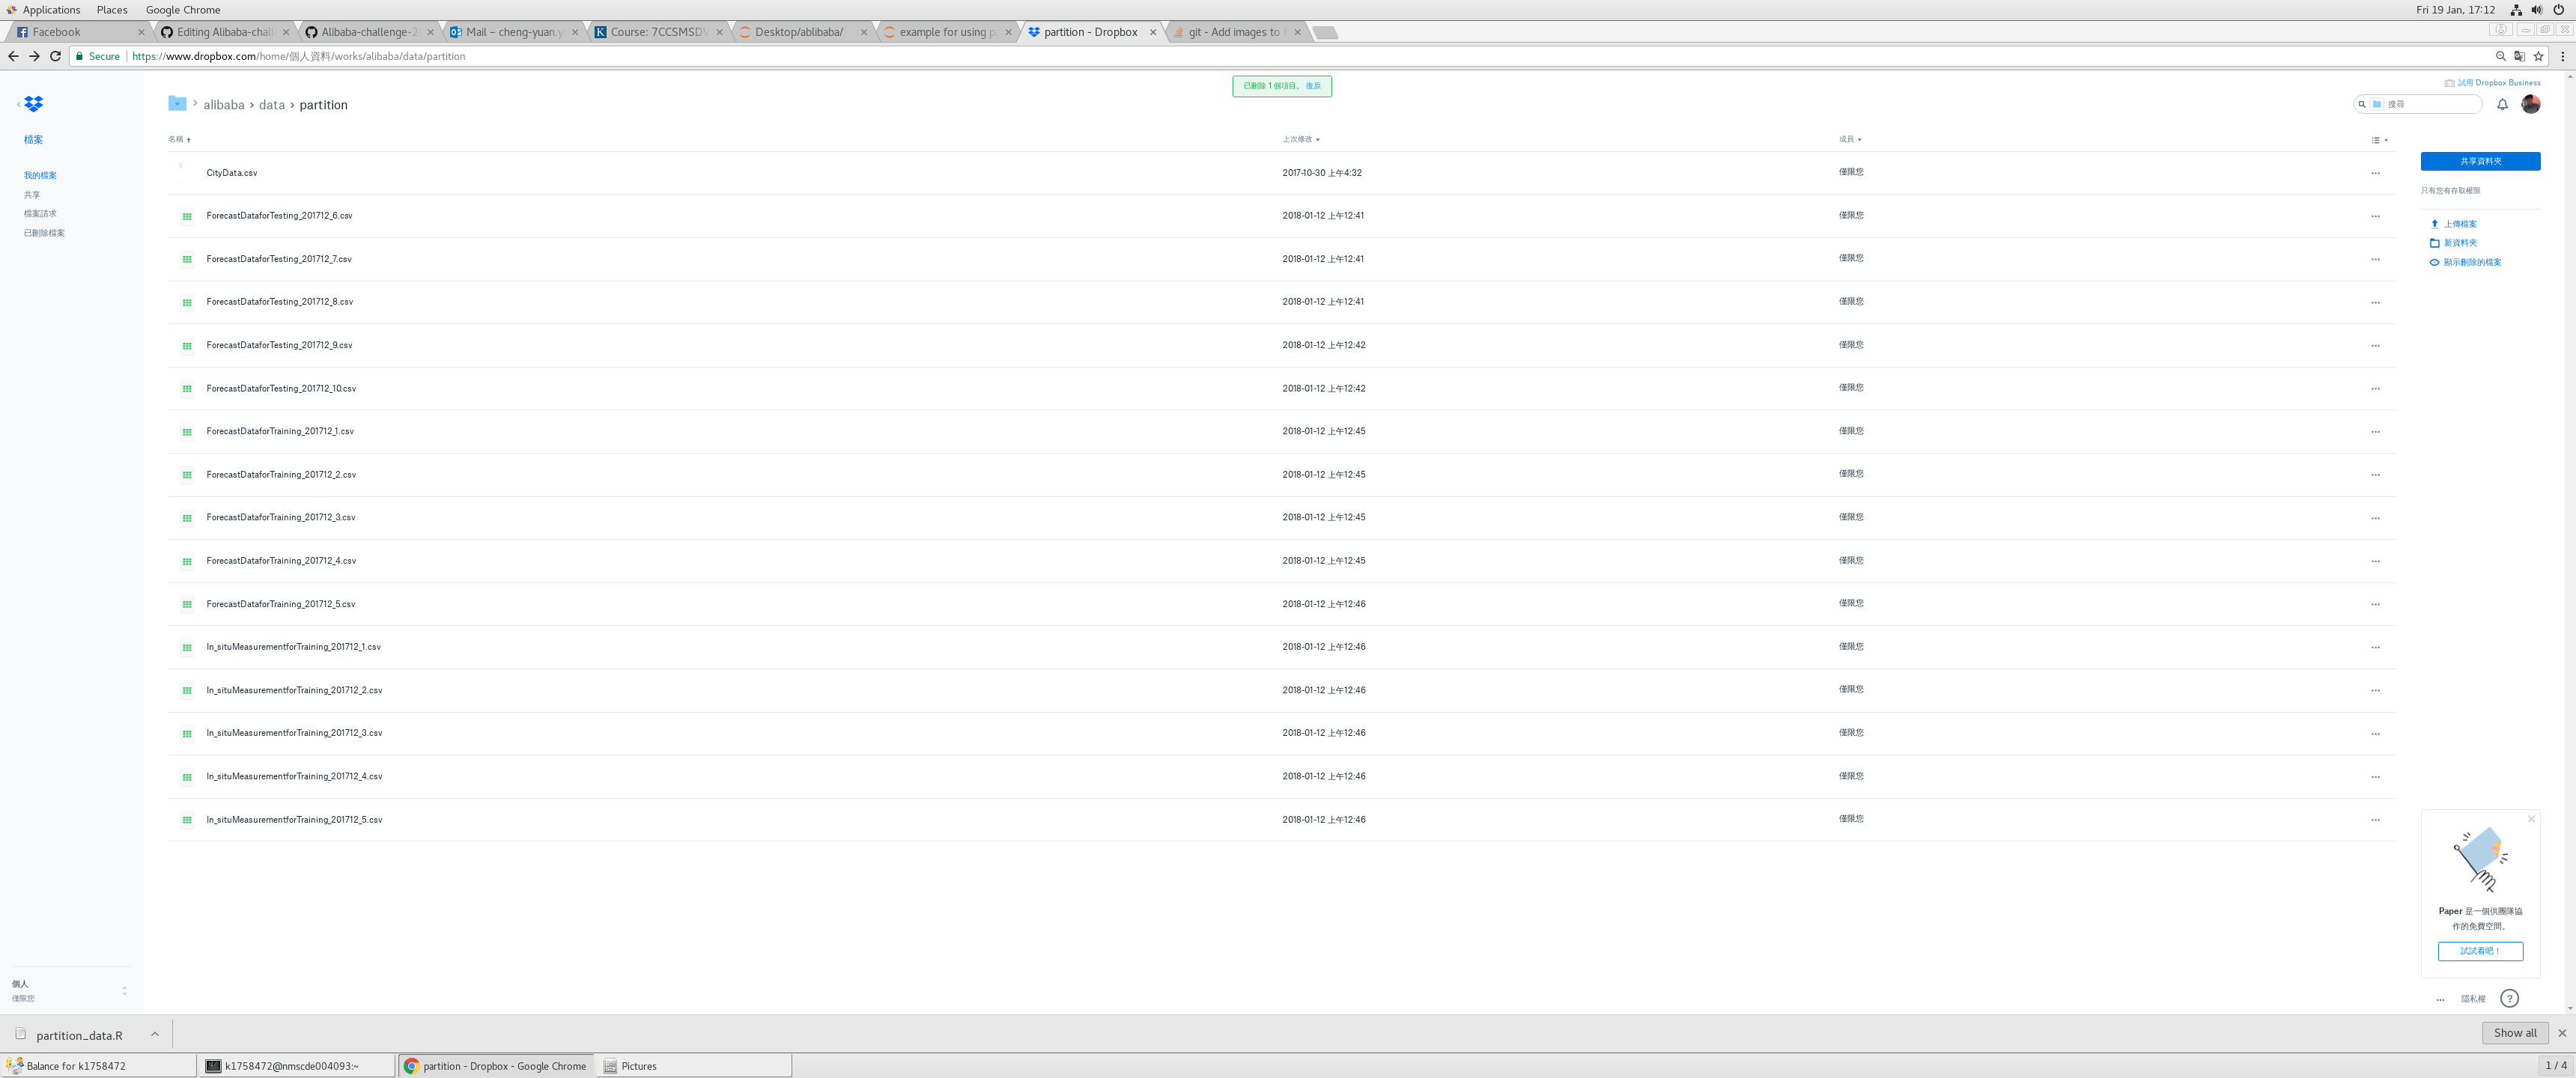 Applications Places Google Chrome Fri 19 Jan, 17:12
Facebook Editing Alibaba-chall Alibaba-challenge-2 Mail – cheng-yuan.y Course: 7CCSMSDV Desktop/ablibaba/ example for using p partition - Dropbox git - Add images to
Secure https://www.dropbox.com/home/個人資料/works/alibaba/data/partition
已刪除 1 個項目。 復原
試用 Dropbox Business
alibaba › data › partition
搜尋
檔案
我的檔案
共享
檔案請求
已刪除檔案
名稱 上次修改 成員
CityData.csv 2017-10-30 上午4:32 僅限您
ForecastDataforTesting_201712_6.csv 2018-01-12 上午12:41 僅限您
ForecastDataforTesting_201712_7.csv 2018-01-12 上午12:41 僅限您
ForecastDataforTesting_201712_8.csv 2018-01-12 上午12:41 僅限您
ForecastDataforTesting_201712_9.csv 2018-01-12 上午12:42 僅限您
ForecastDataforTesting_201712_10.csv 2018-01-12 上午12:42 僅限您
ForecastDataforTraining_201712_1.csv 2018-01-12 上午12:45 僅限您
ForecastDataforTraining_201712_2.csv 2018-01-12 上午12:45 僅限您
ForecastDataforTraining_201712_3.csv 2018-01-12 上午12:45 僅限您
ForecastDataforTraining_201712_4.csv 2018-01-12 上午12:45 僅限您
ForecastDataforTraining_201712_5.csv 2018-01-12 上午12:46 僅限您
In_situMeasurementforTraining_201712_1.csv 2018-01-12 上午12:46 僅限您
In_situMeasurementforTraining_201712_2.csv 2018-01-12 上午12:46 僅限您
In_situMeasurementforTraining_201712_3.csv 2018-01-12 上午12:46 僅限您
In_situMeasurementforTraining_201712_4.csv 2018-01-12 上午12:46 僅限您
In_situMeasurementforTraining_201712_5.csv 2018-01-12 上午12:46 僅限您
共享資料夾
只有您有存取權限
上傳檔案
新資料夾
顯示刪除的檔案
Paper 是一個供團隊協
作的免費空間。
試試看吧！
個人
僅限您
隱私權 ?
partition_data.R Show all
Balance for k1758472 k1758472@nmscde004093:~ partition - Dropbox - Google Chrome Pictures 1 / 4